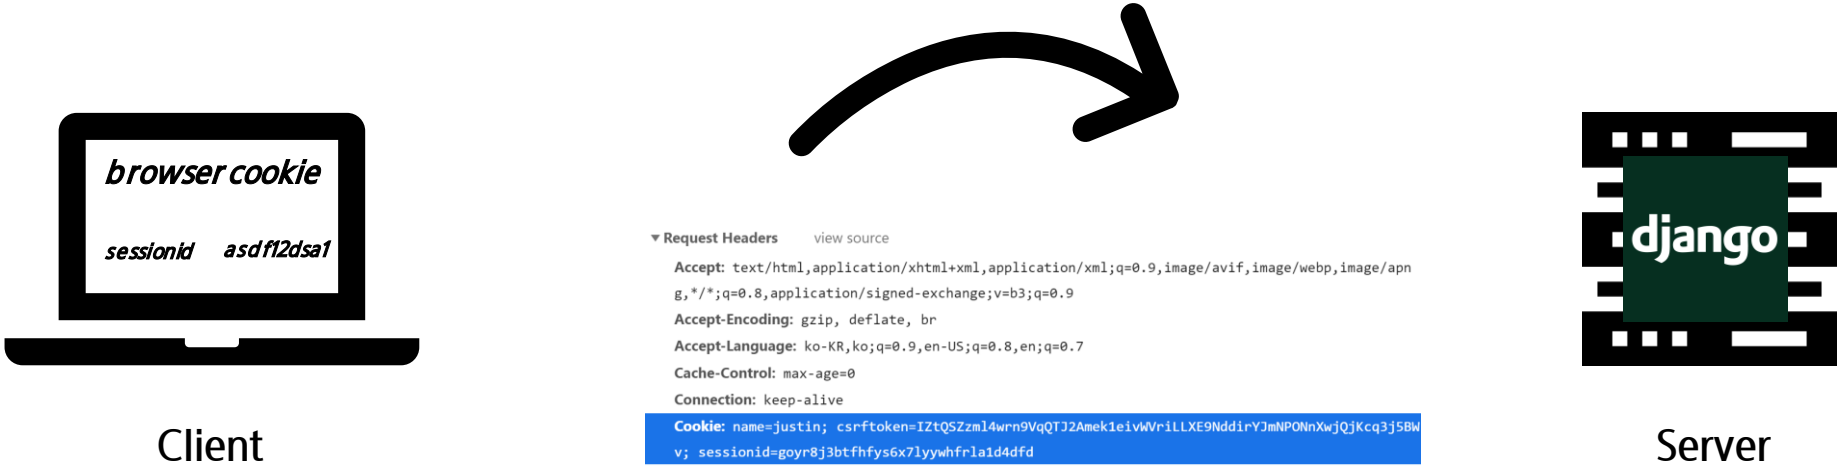 browser cookie
sessionid asdf12dsa1
Client
Request Headers view source
Accept: text/html,application/xhtml+xml,application/xml;q=0.9,image/avif,image/webp,image/apn
g,*/*;q=0.8,application/signed-exchange;v=b3;q=0.9
Accept-Encoding: gzip, deflate, br
Accept-Language: ko-KR,ko;q=0.9,en-US;q=0.8,en;q=0.7
Cache-Control: max-age=0
Connection: keep-alive
Cookie: name=justin; csrftoken=IZtQSZzml4wrn9VqQTJ2Amek1eivWVriLLXE9NddirYJmNPONnXwjQjKcq3j5BW
v; sessionid=goyr8j3btfhfys6x7lyywhfrla1d4dfd
django
Server